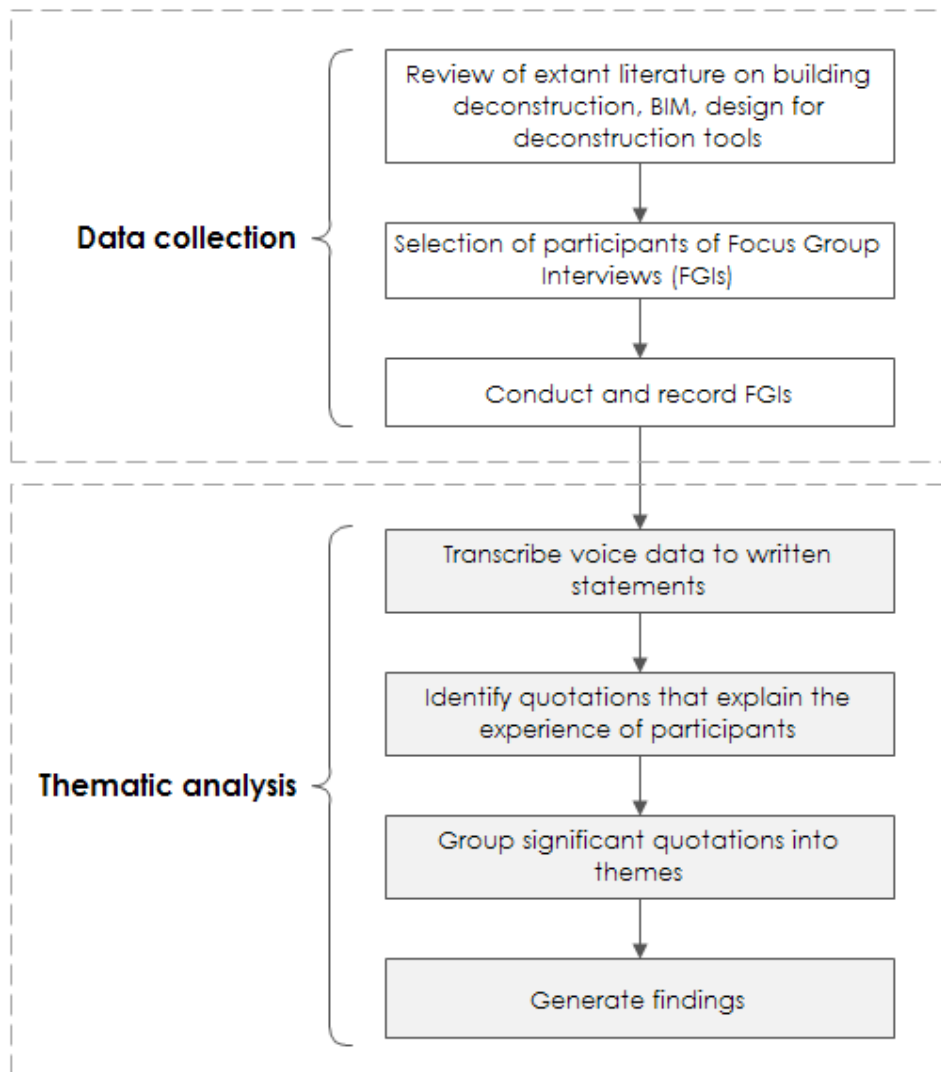 Review of extant literature on building
deconstruction, BIM, design for
deconstruction tools
Data collection
Selection of participants of Focus Group
Interviews (FGIs)
Conduct and record FGIs
Transcribe voice data to written
statements
Identify quotations that explain the
experience of participants
Thematic analysis
Group significant quotations into
themes
Generate findings